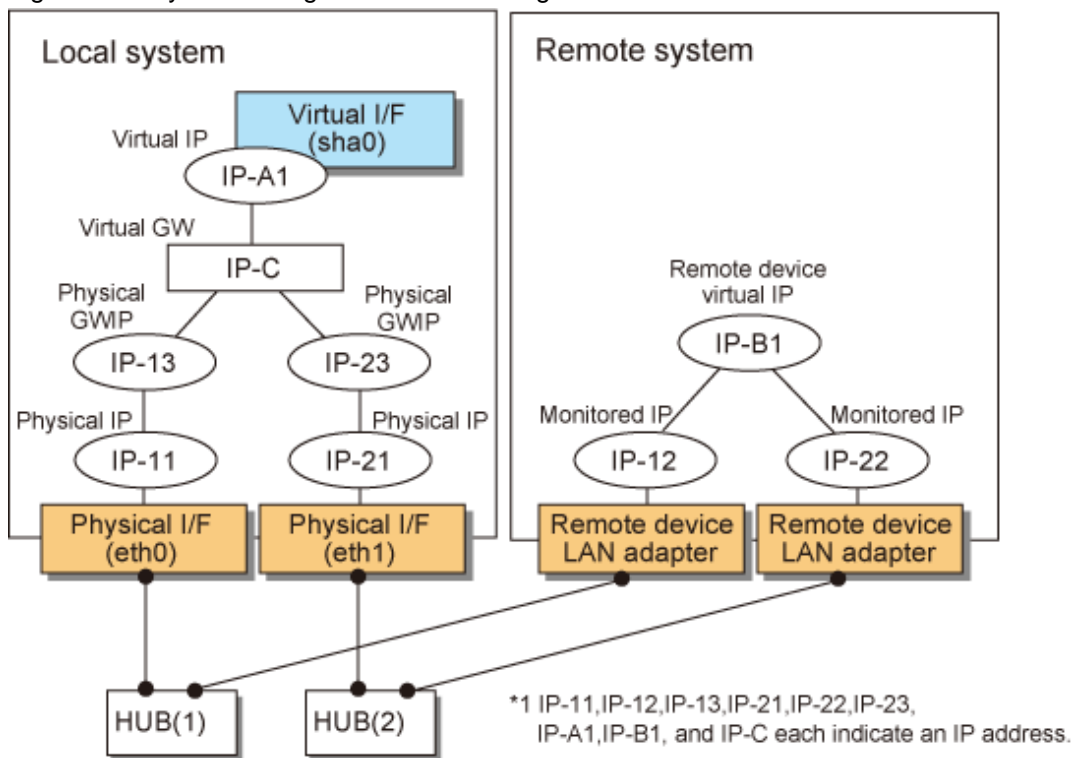 Local system
Virtual I/F
(sha0)
Virtual IP
IP-A1
Virtual GW
IP-C
Physical
GWIP
Physical
GWIP
IP-13
IP-23
Physical IP
Physical IP
IP-11
IP-21
Physical I/F
(eth0)
Physical I/F
(eth1)
Remote system
Remote device
virtual IP
IP-B1
Monitored IP
Monitored IP
IP-12
IP-22
Remote device
LAN adapter
Remote device
LAN adapter
HUB(1)
HUB(2)
*1 IP-11,IP-12,IP-13,IP-21,IP-22,IP-23,
IP-A1,IP-B1, and IP-C each indicate an IP address.